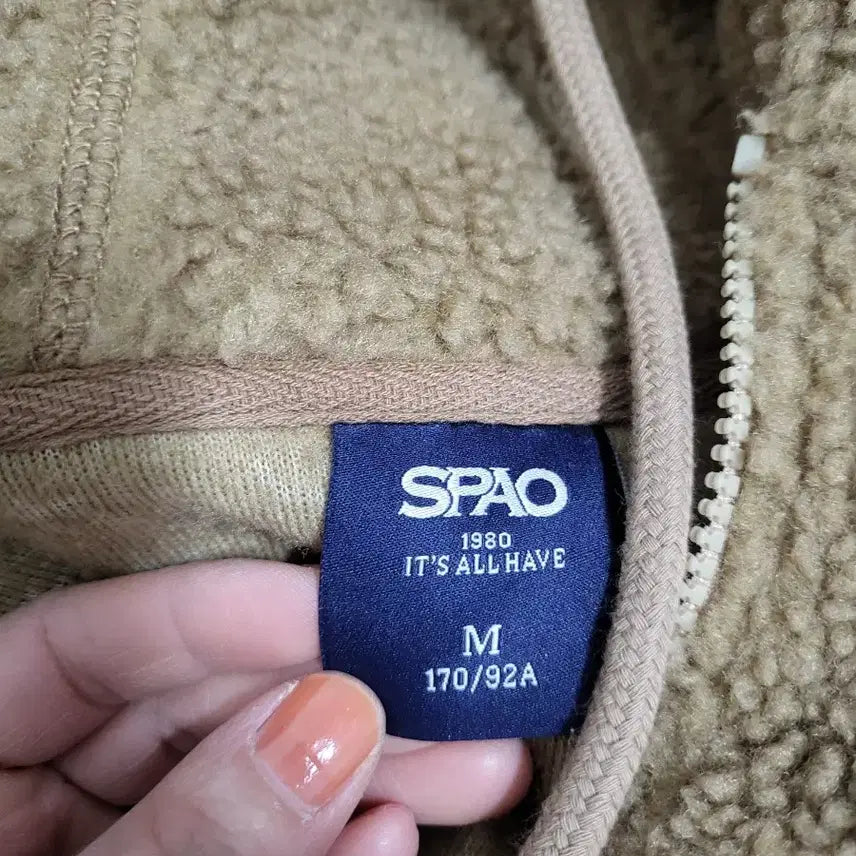 SPAO
1980
IT'S ALL HAVE
M
170/92A